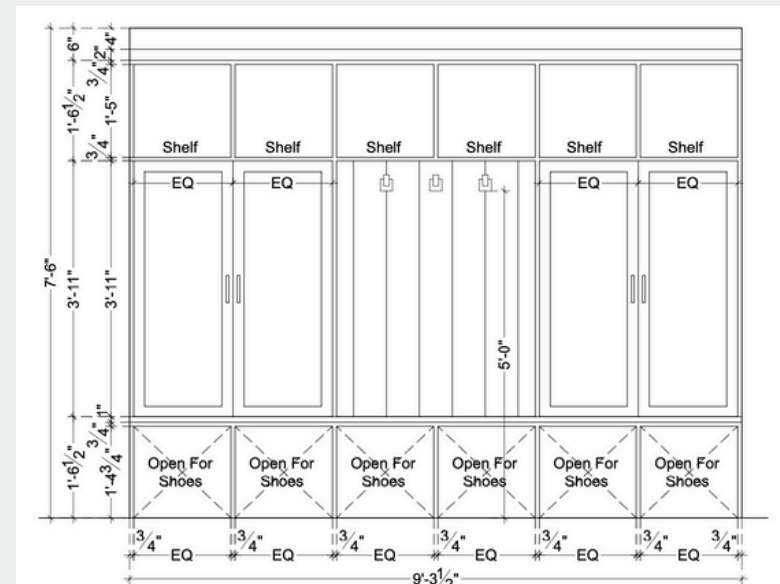 6"
2"
4"
3/4"
1'-6 1/2"
1'-5"
3/4
Shelf
Shelf
Shelf
Shelf
Shelf
Shelf
EQ
EQ
EQ
EQ
7'-6"
3'-11"
3'-11"
5'-0"
1"
3/4"
1'-6 1/2"
1'-4 3/4"
Open For
Shoes
Open For
Shoes
Open For
Shoes
Open For
Shoes
Open For
Shoes
Open For
Shoes
3/4"
3/4"
3/4"
3/4"
3/4"
3/4"
3/4"
EQ
EQ
EQ
EQ
EQ
EQ
9'-3 1/2"